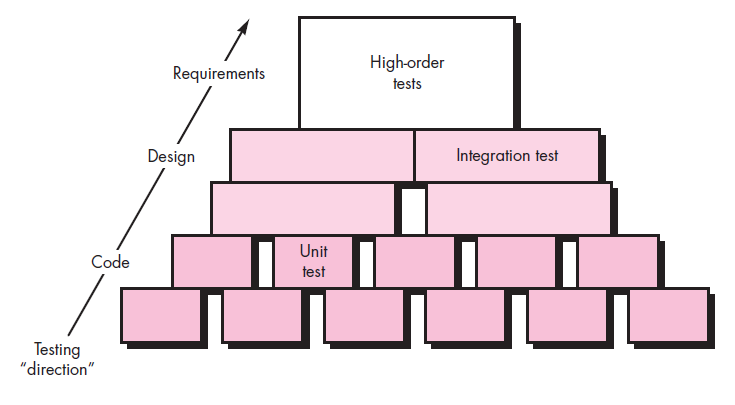 High-order
tests
Requirements
Design
Integration test
Code
Unit
test
Testing
“direction”